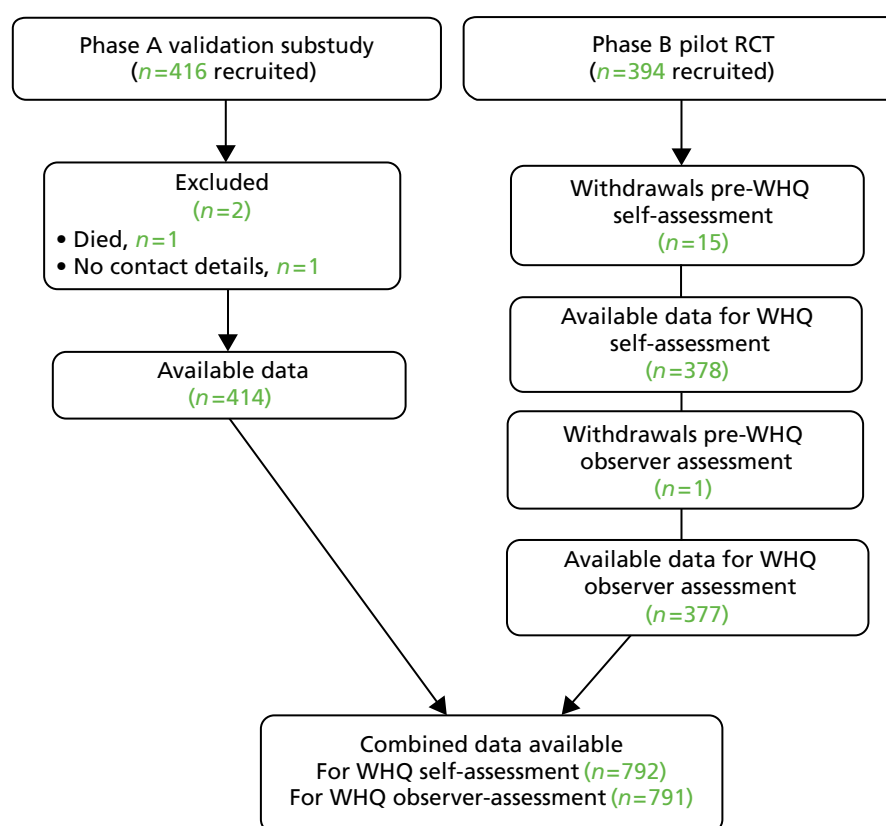 Phase A validation substudy
(n=416 recruited)
Excluded
(n=2)
• Died, n=1
• No contact details, n=1
Available data
(n=414)
Phase B pilot RCT
(n=394 recruited)
Withdrawals pre-WHQ
self-assessment
(n=15)
Available data for WHQ
self-assessment
(n=378)
Withdrawals pre-WHQ
observer assessment
(n=1)
Available data for WHQ
observer assessment
(n=377)
Combined data available
For WHQ self-assessment (n=792)
For WHQ observer-assessment (n=791)